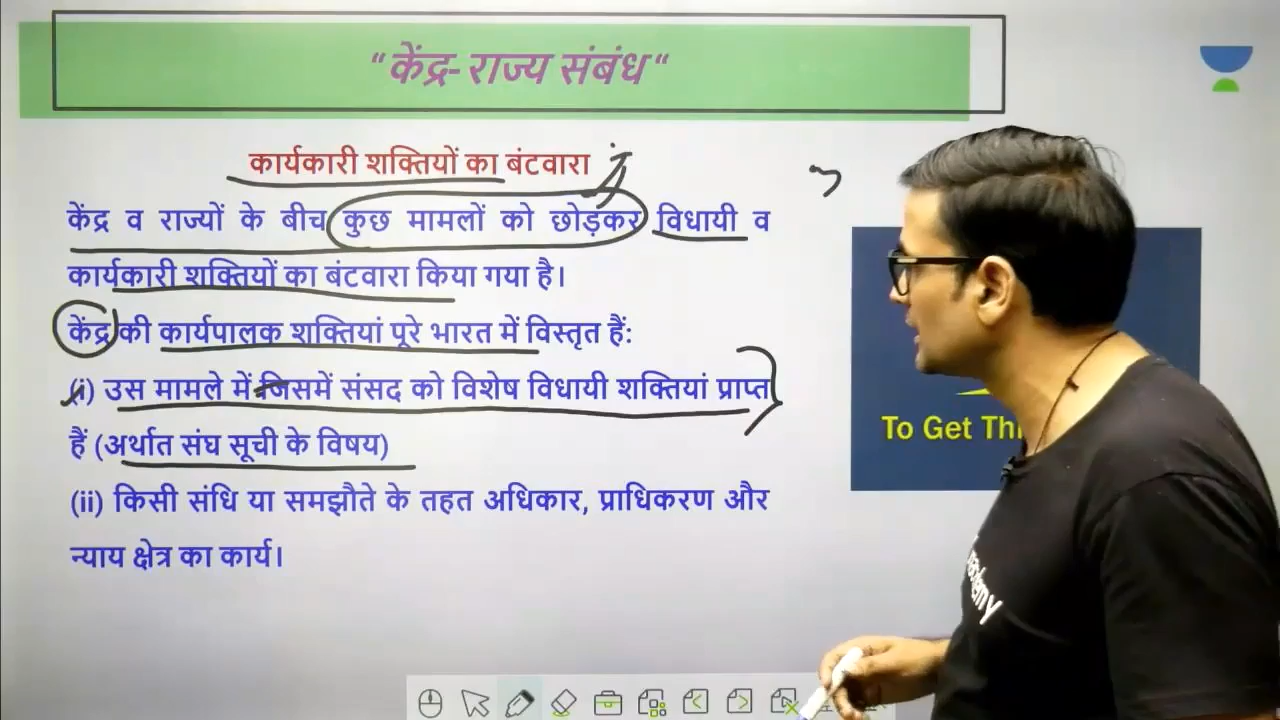 “केंद्र- राज्य संबंध“
कार्यकारी शक्तियों का बंटवारा
केंद्र व राज्यों के बीच कुछ मामलों को छोड़कर विधायी व
कार्यकारी शक्तियों का बंटवारा किया गया है।
केंद्र की कार्यपालक शक्तियां पूरे भारत में विस्तृत हैं:
(i) उस मामले में जिसमें संसद को विशेष विधायी शक्तियां प्राप्त
हैं (अर्थात संघ सूची के विषय)
(ii) किसी संधि या समझौते के तहत अधिकार, प्राधिकरण और
न्याय क्षेत्र का कार्य।
To Get